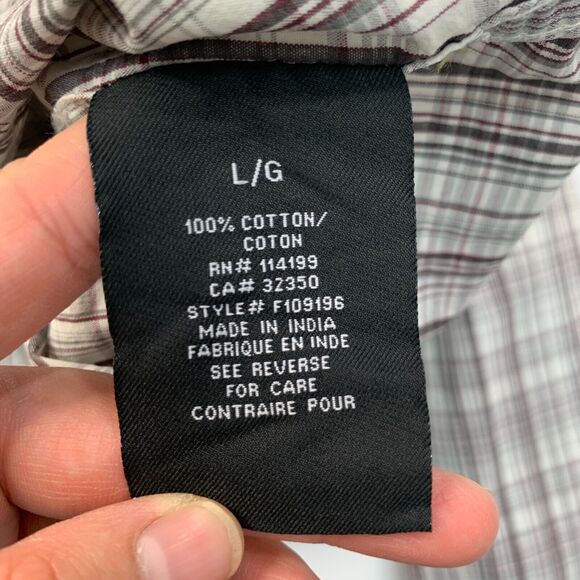 L/G
100% COTTON/
COTON
RN# 114199
CA# 32350
STYLE# F109196
MADE IN INDIA
FABRIQUE EN INDE
SEE REVERSE
FOR CARE
CONTRAIRE POUR